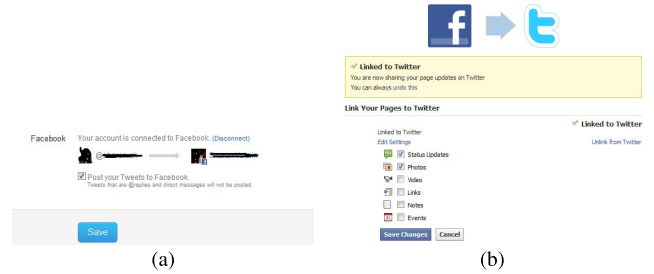 Facebook
Your account is connected to Facebook. (Disconnect)
@
Post your Tweets to Facebook.
Tweets that are @replies and direct messages will not be posted.
Save
(a)
f
t
Linked to Twitter
You are now sharing your page updates on Twitter
You can always undo this
Link Your Pages to Twitter
Linked to Twitter
Linked to Twitter
Edit Settings
Unlink from Twitter
Status Updates
Photos
Video
Links
Notes
31 Events
Save Changes Cancel
(b)